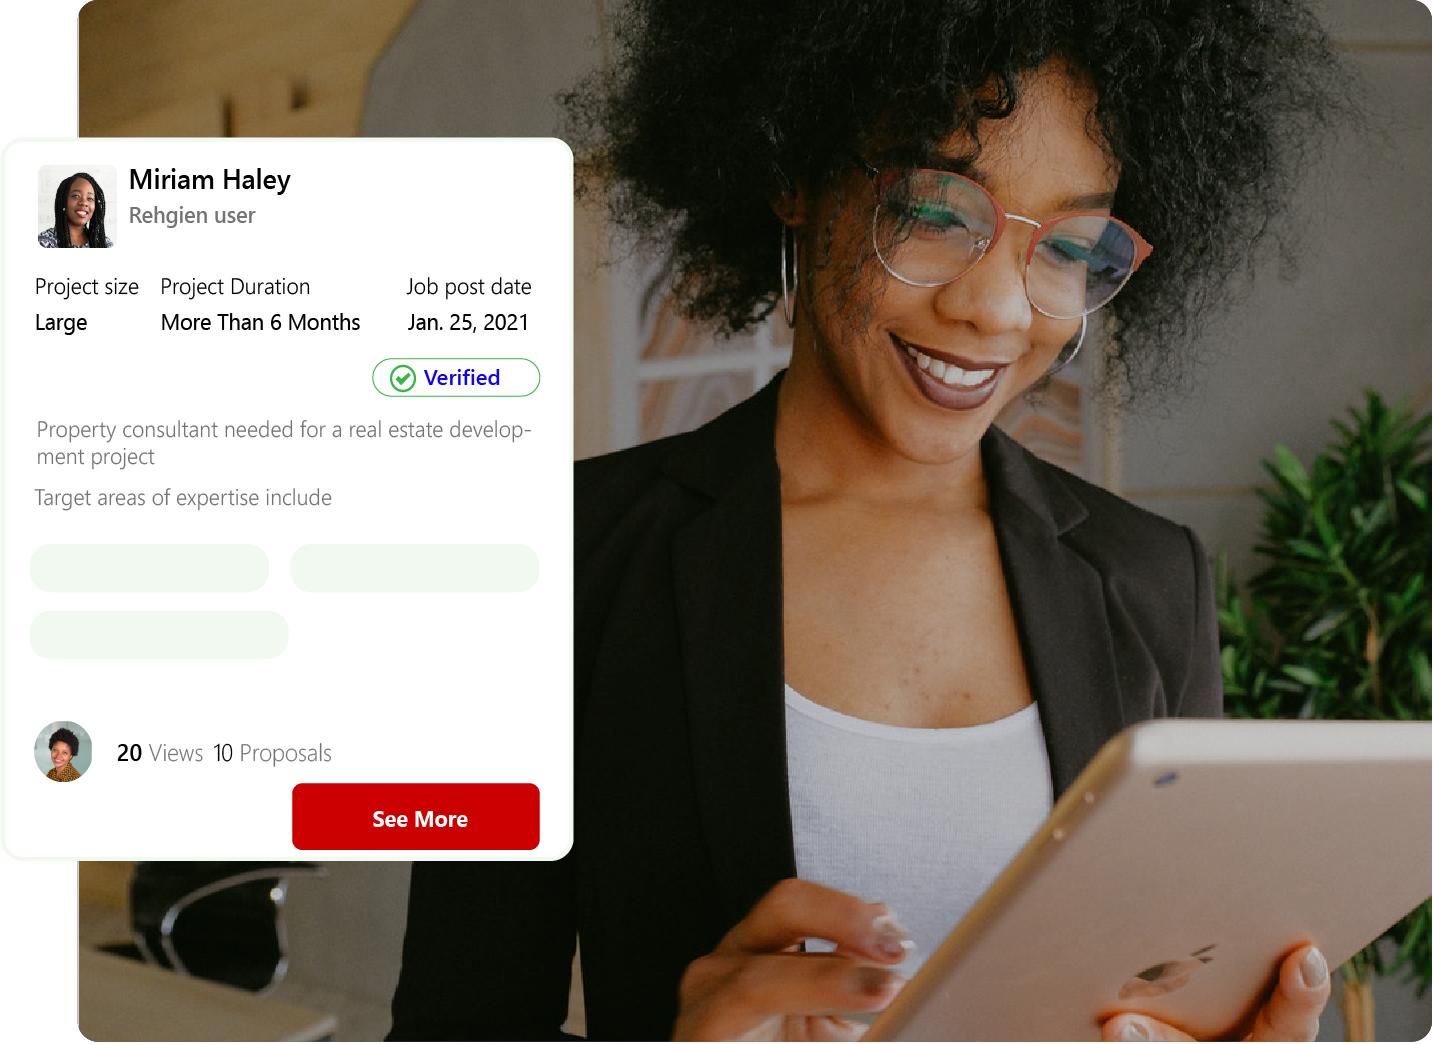 Miriam Haley
Rehgien user
Project size Project Duration Job post date
Large More Than 6 Months Jan. 25, 2021
Verified
Property consultant needed for a real estate develop-
ment project
Target areas of expertise include
20 Views 10 Proposals
See More